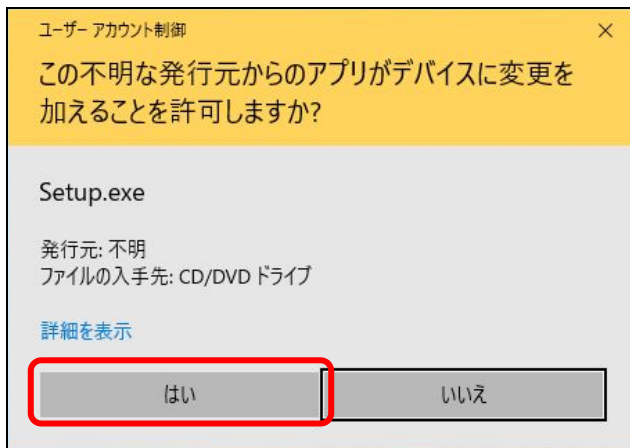 ユーザー アカウント制御
この不明な発行元からのアプリがデバイスに変更を
加えることを許可しますか?
Setup.exe
発行元: 不明
ファイルの入手先: CD/DVD ドライブ
詳細を表示
はい
いいえ